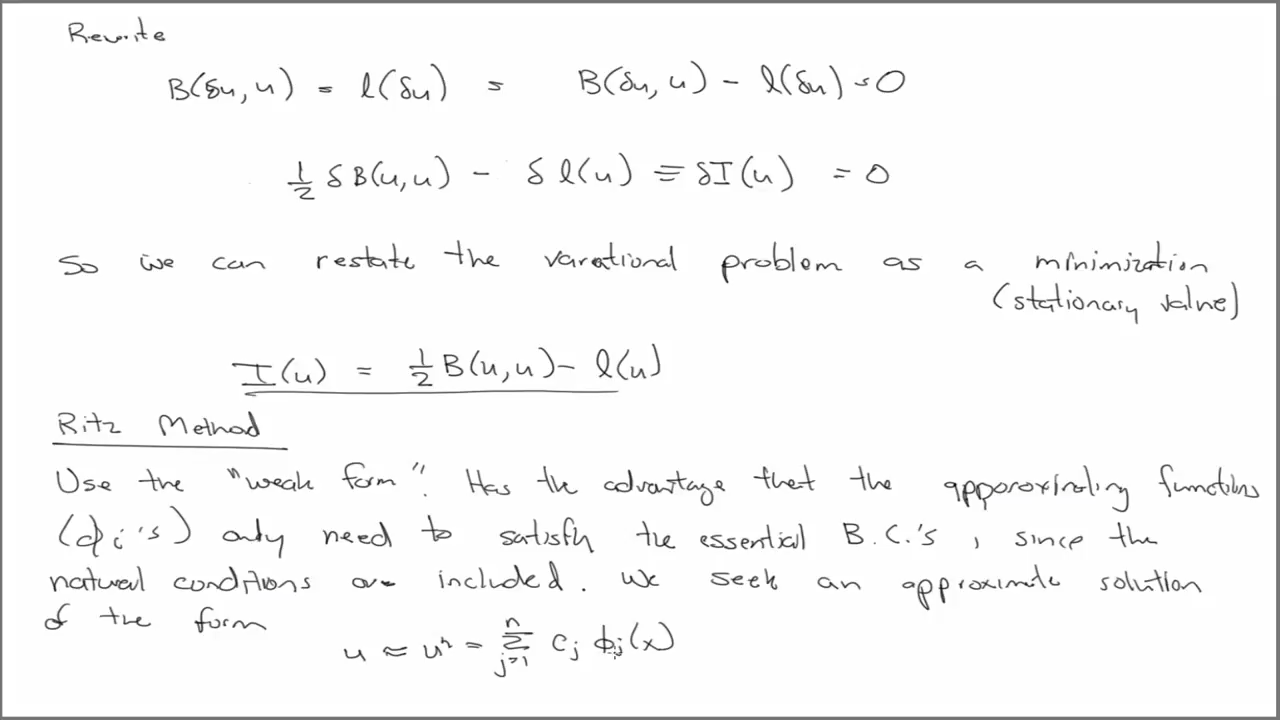 Rewrite
B(δu, u) = l(δu) = B(δu, u) - l(δu) = 0
½ δB(u, u) - δl(u) ≡ δI(u) = 0
So we can restate the varational problem as a minimization
(stationary value)
I(u) = ½ B(u, u) - l(u)
Ritz Method
Use the "weak form". Has the advantage that the approximating functions
(ϕi's) only need to satisfy the essential B.C.'s, since the
natural conditions are included. We seek an approximate solution
of the form
u ≈ uⁿ = Σ_{j=1}^{n} c_j ϕ_j(x)